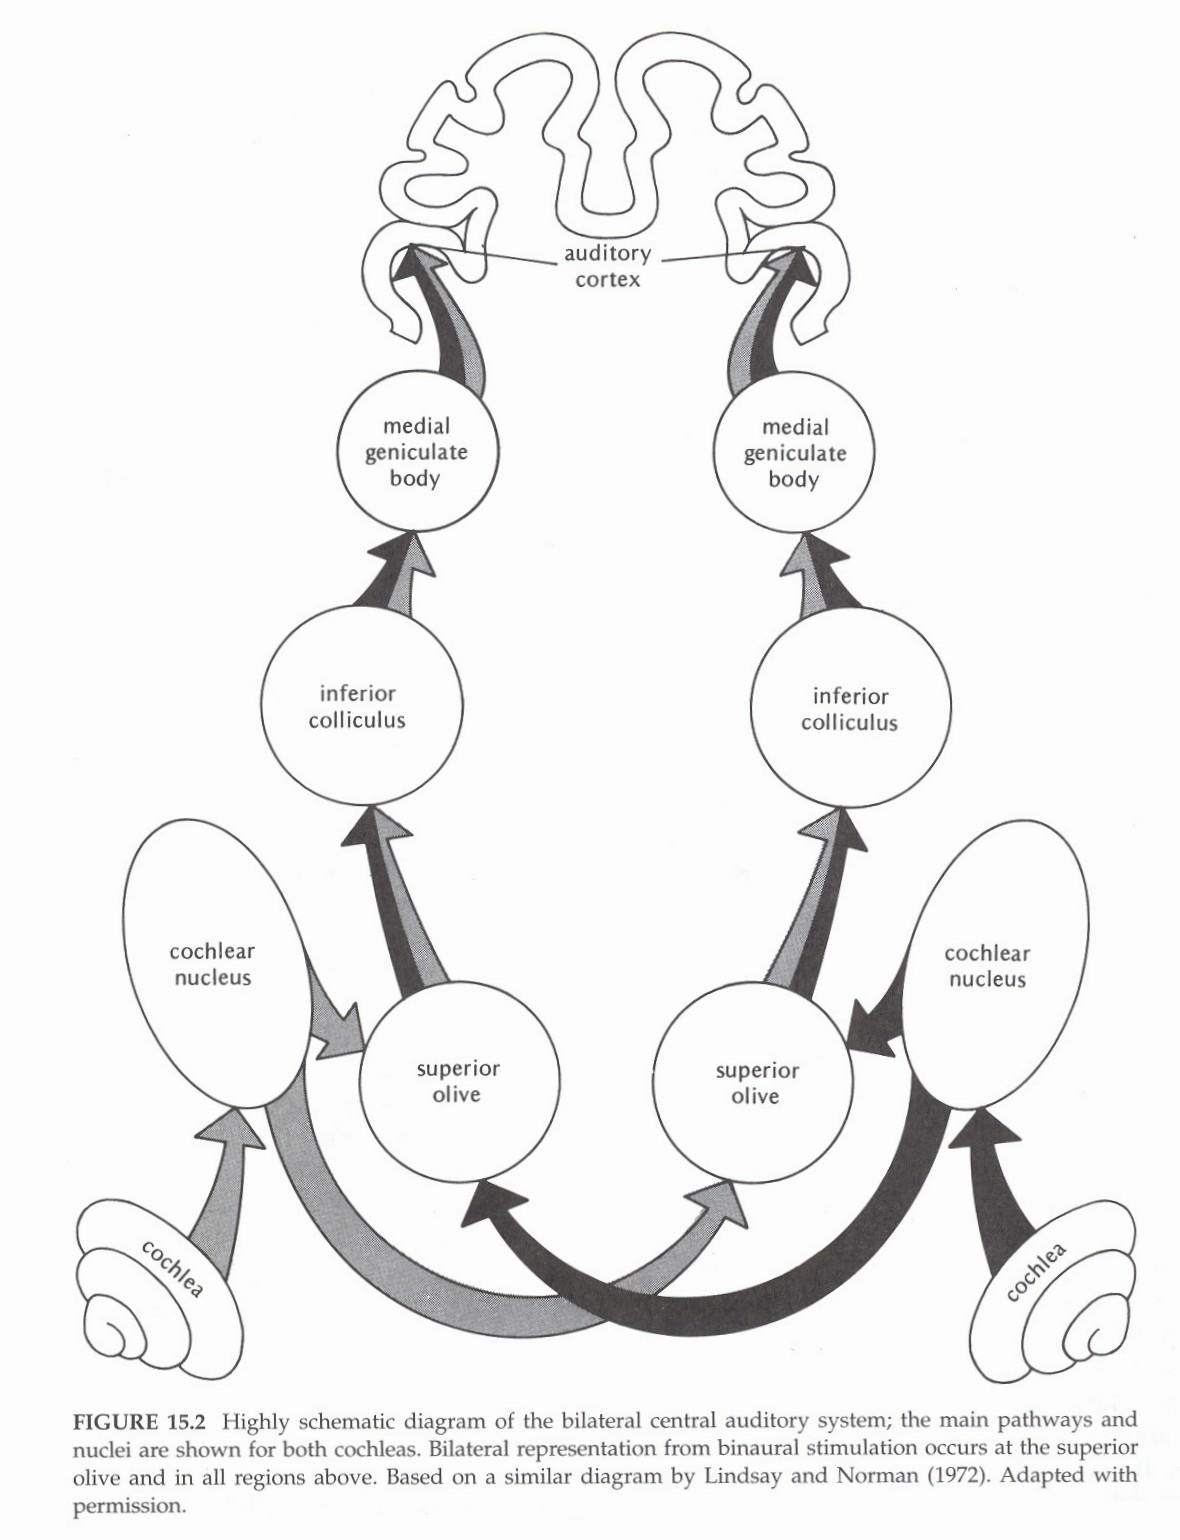 auditory
cortex
medial
geniculate
body
medial
geniculate
body
inferior
colliculus
inferior
colliculus
cochlear
nucleus
cochlear
nucleus
superior
olive
superior
olive
cochlea
cochlea
FIGURE 15.2 Highly schematic diagram of the bilateral central auditory system; the main pathways and
nuclei are shown for both cochleas. Bilateral representation from binaural stimulation occurs at the superior
olive and in all regions above. Based on a similar diagram by Lindsay and Norman (1972). Adapted with
permission.